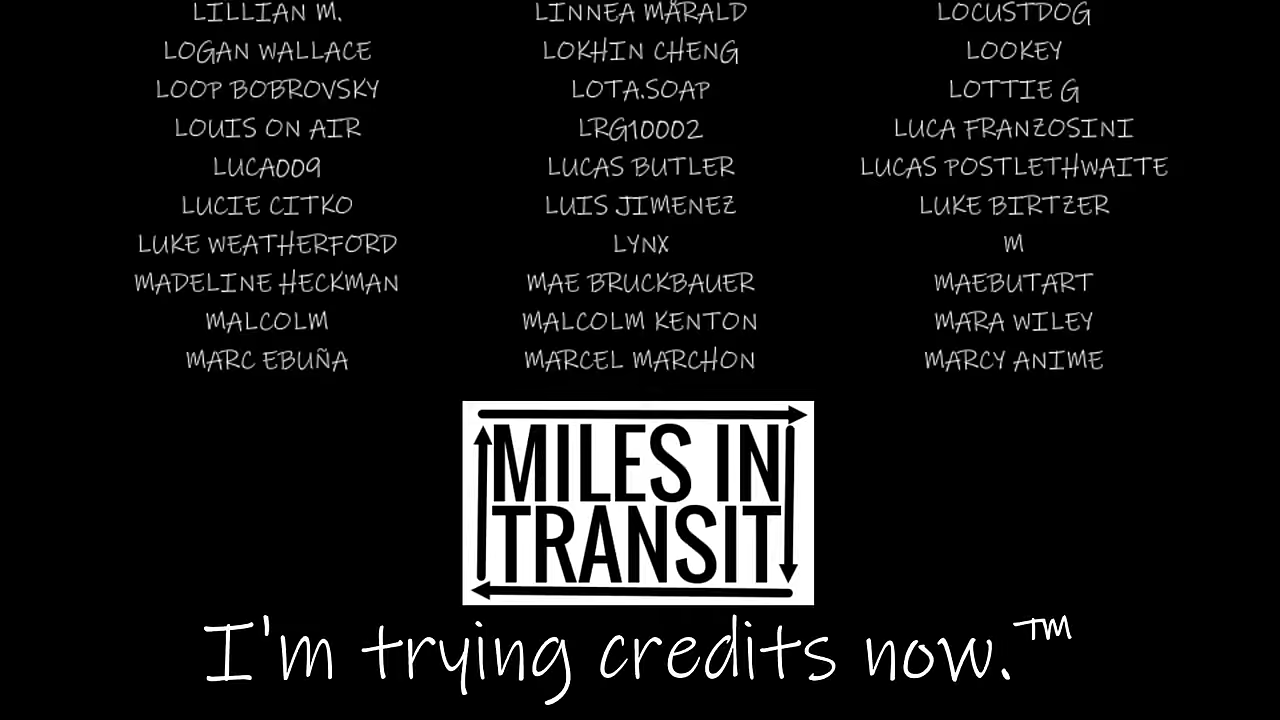 LILLIAN M. LINNEA MÄRALD LOCUSTDOG
LOGAN WALLACE LOKHIN CHENG LOOKEY
LOOP BOBROVSKY LOTA.SOAP LOTTIE G
LOUIS ON AIR LRG10002 LUCA FRANZOSINI
LUCA009 LUCAS BUTLER LUCAS POSTLETHWAITE
LUCIE CITKO LUIS JIMENEZ LUKE BIRTZER
LUKE WEATHERFORD LYNX M
MADELINE HECKMAN MAE BRUCKBAUER MAEBUTART
MALCOLM MALCOLM KENTON MARA WILEY
MARC EBUÑA MARCEL MARCHON MARCY ANIME
MILES IN
TRANSIT
I'm trying credits now.™